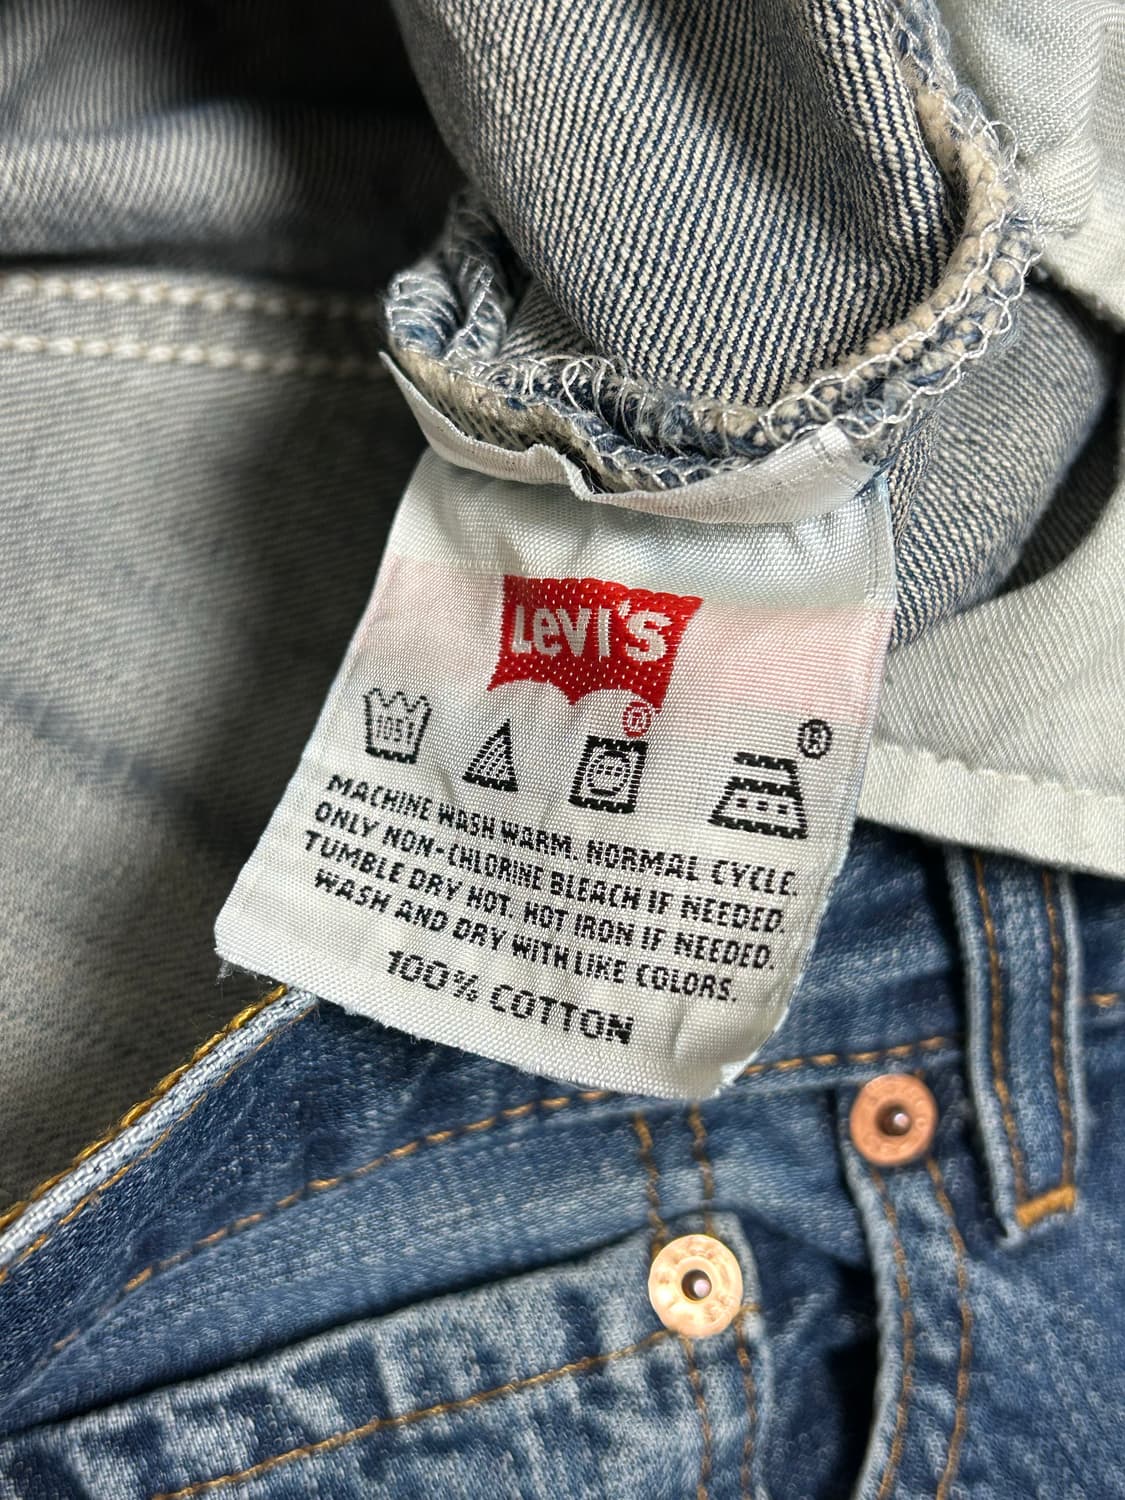 Levi's
®
®
105°
MACHINE WASH WARM. NORMAL CYCLE.
ONLY NON-CHLORINE BLEACH IF NEEDED.
TUMBLE DRY HOT. HOT IRON IF NEEDED.
WASH AND DRY WITH LIKE COLORS.
100% COTTON